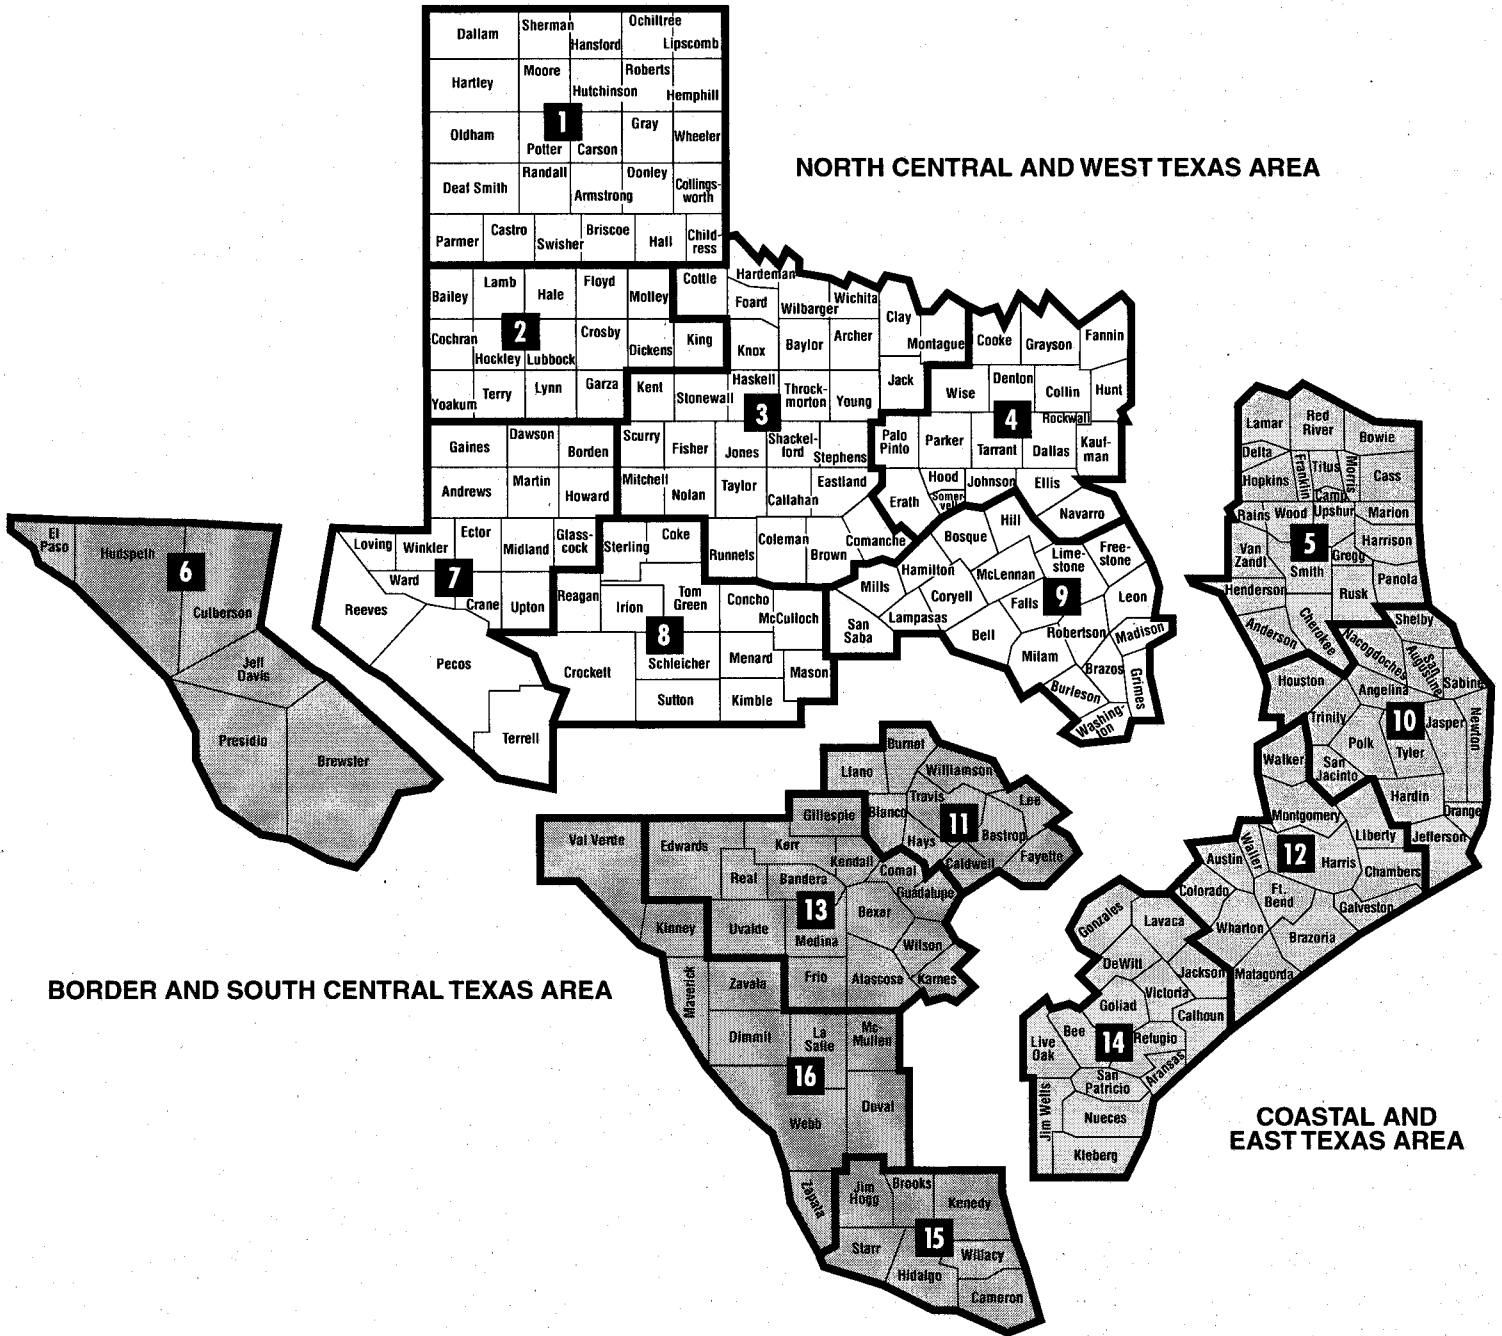 Dallam
Sherman
Hansford
Ochiltree
Lipscomb
Hartley
Moore
Hutchinson
Roberts
Hemphill
1
Oldham
Potter
Carson
Gray
Wheeler
Deaf Smith
Randall
Armstrong
Donley
Collings-
worth
Parmer
Castro
Swisher
Briscoe
Hall
Child-
ress
NORTH CENTRAL AND WEST TEXAS AREA
Bailey
Lamb
Hale
Floyd
Molley
Cottle
Hardeman
Foard
Wilbarger
Wichita
Clay
Montague
2
Cochran
Hockley
Lubbock
Crosby
Dickens
King
Knox
Baylor
Archer
Yoakum
Terry
Lynn
Garza
Kent
Stonewall
Haskell
Throck-
morton
Young
Jack
3
Gaines
Dawson
Borden
Scurry
Fisher
Jones
Shackel-
ford
Stephens
Andrews
Martin
Howard
Mitchell
Nolan
Taylor
Callahan
Eastland
Cooke
Grayson
Fannin
Wise
Denton
Collin
Hunt
4
Rockwall
Palo
Pinto
Parker
Tarrant
Dallas
Kauf-
man
Erath
Hood
Somer-
vell
Johnson
Ellis
Navarro
Loving
Winkler
Ector
Midland
Glass-
cock
Sterling
Coke
Runnels
Coleman
Brown
Comanche
7
Ward
Reeves
Crane
Upton
Reagan
Irion
Tom
Green
Concho
McCulloch
8
Pecos
Crockett
Schleicher
Menard
Mason
Sutton
Kimble
Terrell
Bosque
Hill
Lime-
stone
Free-
stone
Mills
Hamilton
McLennan
Coryell
Falls
9
Leon
San
Saba
Lampasas
Bell
Robertson
Madison
Milam
Brazos
Grimes
Burleson
Washing-
ton
El
Paso
Hudspeth
6
Culberson
Jeff
Davis
Presidio
Brewster
Lamar
Red
River
Bowie
Delta
Hopkins
Franklin
Titus
Morris
Camp
Cass
Rains
Wood
Upshur
Marion
5
Van
Zandt
Smith
Gregg
Harrison
Henderson
Rusk
Panola
Anderson
Cherokee
Nacogdoches
Shelby
San
Augustine
Sabine
Houston
Angelina
10
Trinity
Polk
Tyler
Jasper
Newton
Walker
San
Jacinto
Hardin
Orange
Montgomery
Liberty
Jefferson
12
Austin
Waller
Harris
Chambers
Colorado
Ft.
Bend
Galveston
Wharton
Brazoria
Matagorda
Burnet
Llano
Williamson
Blanco
Travis
11
Lee
Hays
Bastrop
Caldwell
Fayette
Val Verde
Edwards
Gillespie
Kerr
Kendall
Comal
Guadalupe
Real
Bandera
13
Bexar
Kinney
Uvalde
Medina
Wilson
Frio
Atascosa
Karnes
BORDER AND SOUTH CENTRAL TEXAS AREA
Maverick
Zavala
Dimmit
La
Salle
Mc-
Mullen
16
Webb
Duval
Zapata
Jim
Hogg
Brooks
Kenedy
15
Starr
Willacy
Hidalgo
Cameron
Gonzales
Lavaca
DeWitt
Jackson
Goliad
Victoria
Calhoun
Live
Oak
Bee
14
Refugio
San
Patricio
Aransas
Jim Wells
Nueces
Kleberg
COASTAL AND
EAST TEXAS AREA